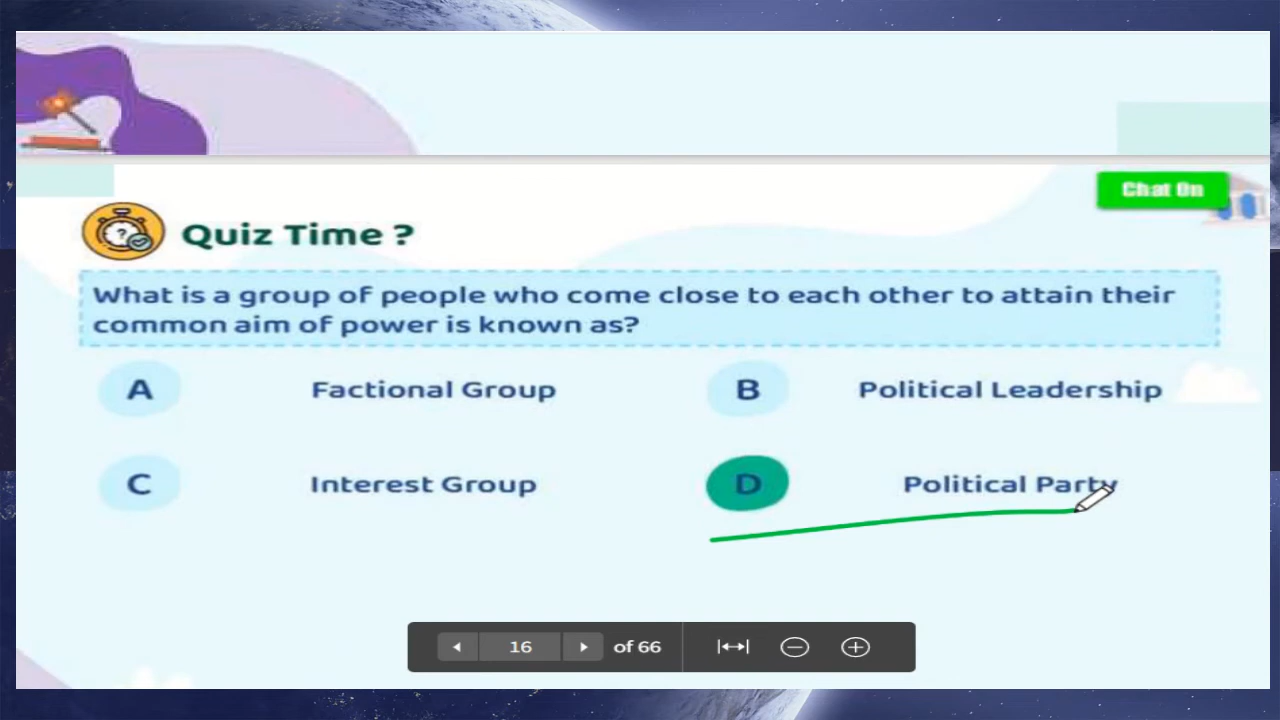 Chat On
Quiz Time ?
What is a group of people who come close to each other to attain their
common aim of power is known as?
A Factional Group
B Political Leadership
C Interest Group
D Political Party
16 of 66